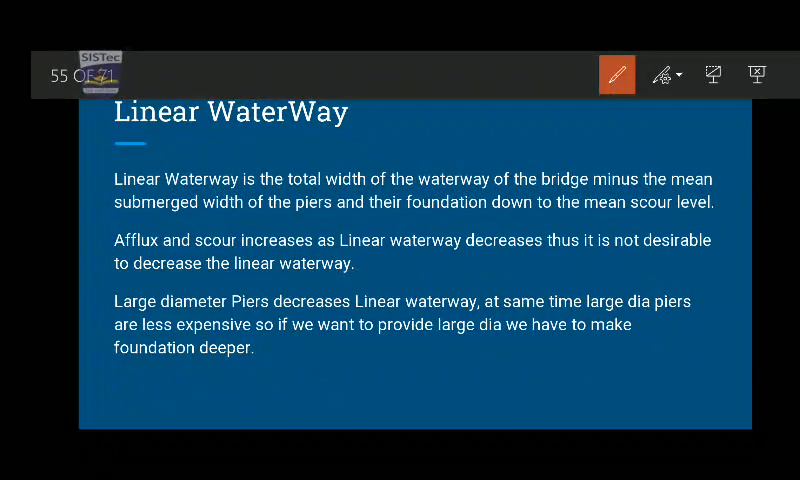 SISTec
55 OF 71
Linear WaterWay
Linear Waterway is the total width of the waterway of the bridge minus the mean
submerged width of the piers and their foundation down to the mean scour level.
Afflux and scour increases as Linear waterway decreases thus it is not desirable
to decrease the linear waterway.
Large diameter Piers decreases Linear waterway, at same time large dia piers
are less expensive so if we want to provide large dia we have to make
foundation deeper.